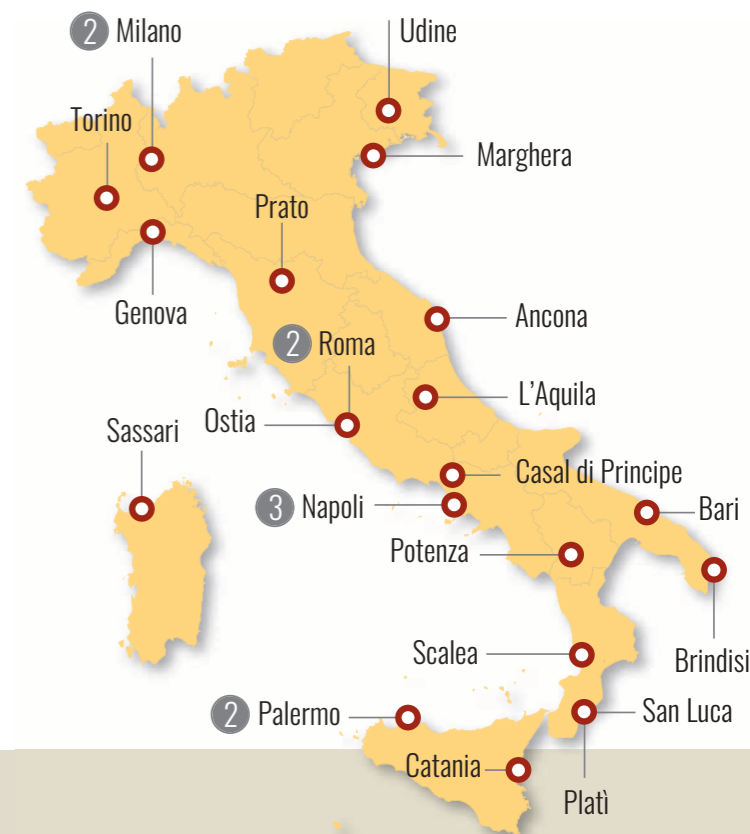 2 Milano
Udine
Torino
Marghera
Prato
Genova
Ancona
2 Roma
L'Aquila
Ostia
Sassari
Casal di Principe
3 Napoli
Bari
Potenza
Scalea
Brindisi
2 Palermo
San Luca
Catania
Platì